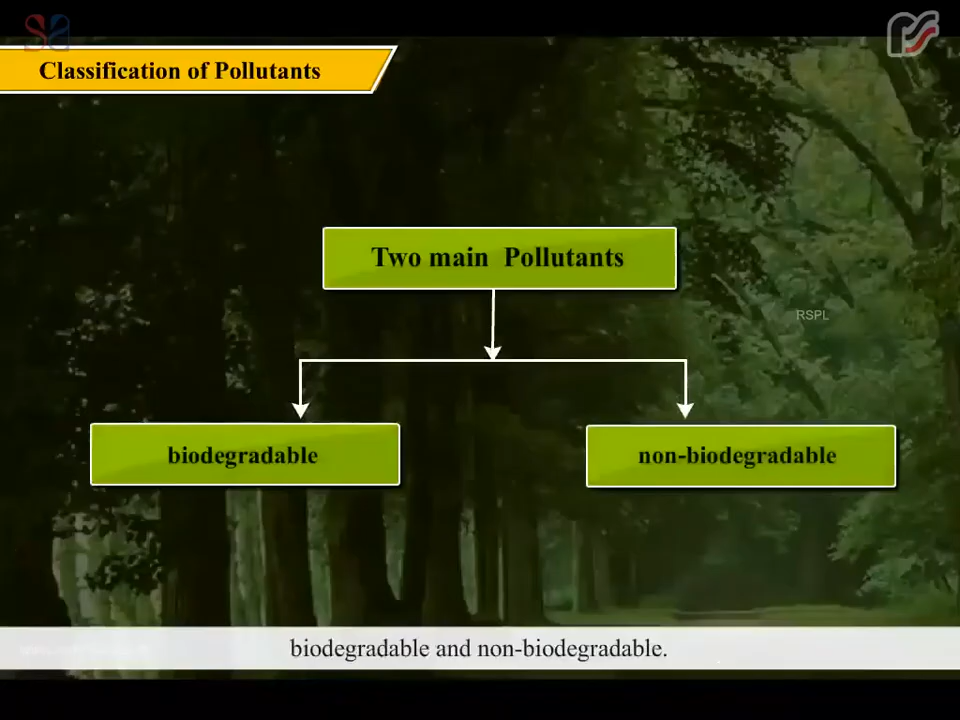 Classification of Pollutants
Two main Pollutants
RSPL
biodegradable
non-biodegradable
biodegradable and non-biodegradable.